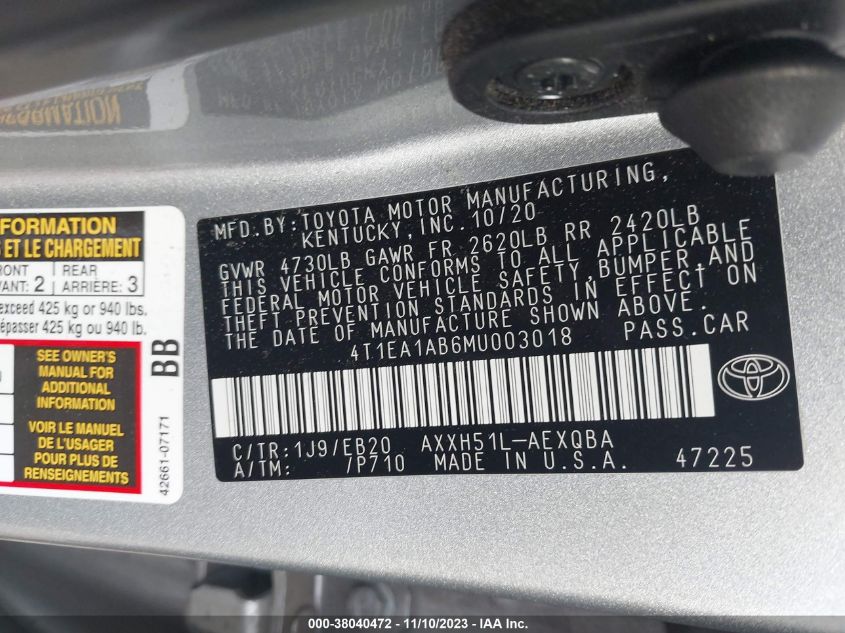 FORMATION
S ET LE CHARGEMENT
RONT
VANT: 2
REAR
ARRIÈRE: 3
exceed 425 kg or 940 lbs.
épasser 425 kg ou 940 lb.
SEE OWNER'S
MANUAL FOR
ADDITIONAL
INFORMATION
VOIR LE MANUEL
DE L'USAGER
POUR PLUS DE
RENSEIGNEMENTS
BB
42661-07171
MFD.BY: TOYOTA MOTOR MANUFACTURING,
KENTUCKY, INC. 10/20
GVWR 4730LB GAWR FR 2620LB RR 2420LB
THIS VEHICLE CONFORMS TO ALL APPLICABLE
FEDERAL MOTOR VEHICLE SAFETY, BUMPER, AND
THEFT PREVENTION STANDARDS IN EFFECT ON
THE DATE OF MANUFACTURE SHOWN ABOVE.
4T1EA1AB6MU003018 PASS.CAR
C/TR: 1J9/EB20 AXXH51L-AEXQBA
A/TM: /P710 MADE IN U.S.A. 47225
000-38040472 — 11/10/2023 — IAA Inc.